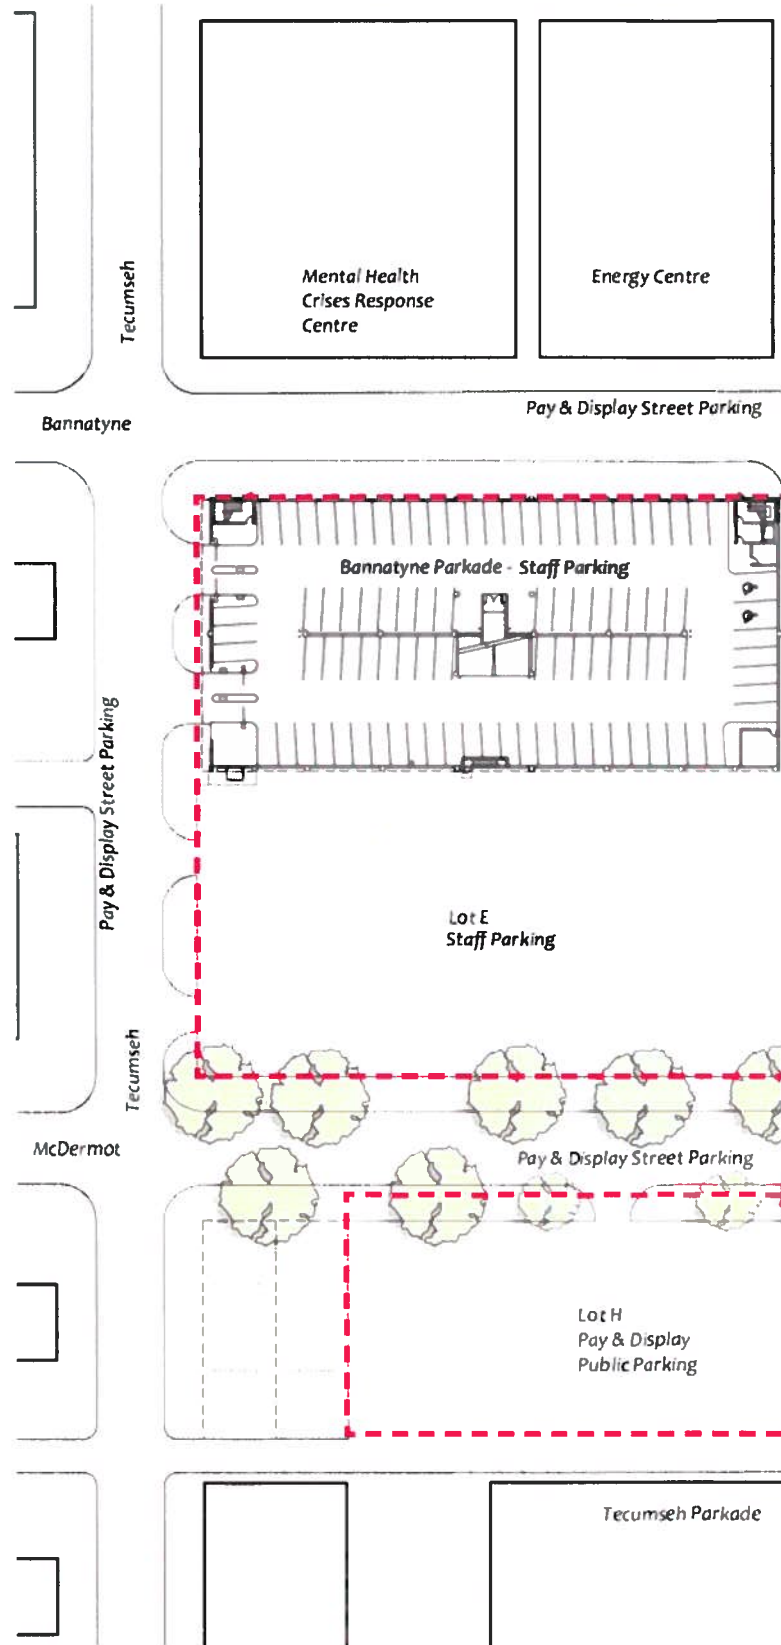 Mental Health
Crises Response
Centre
Energy Centre
Tecumseh
Pay & Display Street Parking
Bannatyne
Bannatyne Parkade - Staff Parking
Pay & Display Street Parking
Lot E
Staff Parking
Tecumseh
McDermot
Pay & Display Street Parking
Lot H
Pay & Display
Public Parking
Tecumseh Parkade